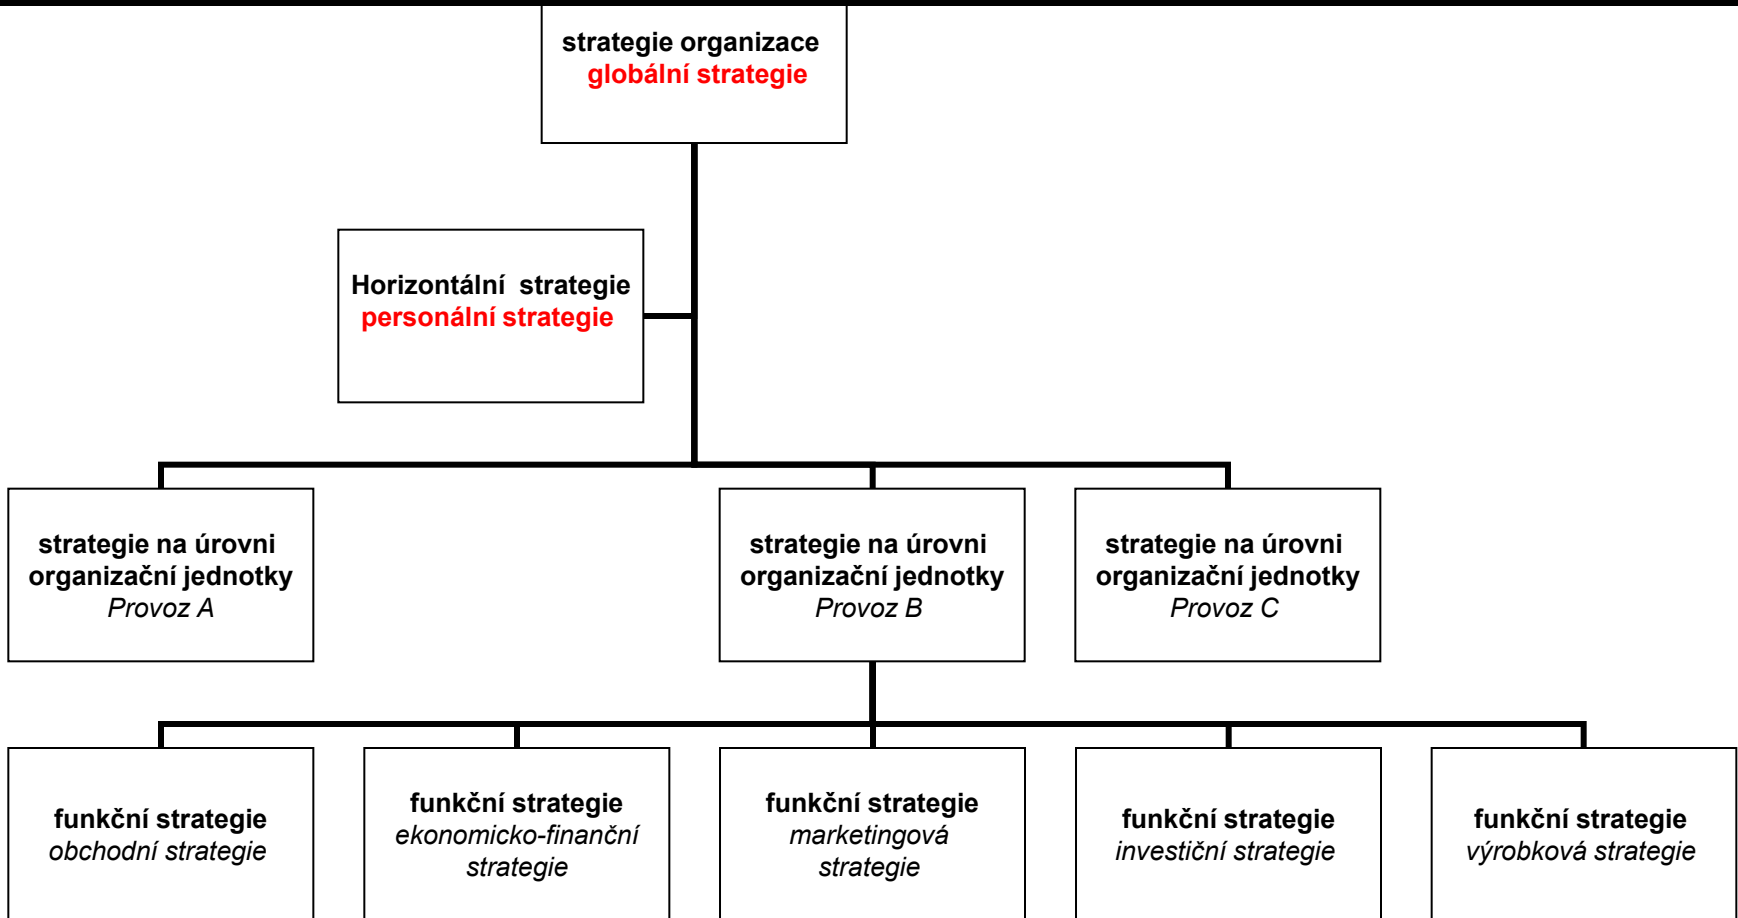 strategie organizace
globální strategie
Horizontální strategie
personální strategie
strategie na úrovni
organizační jednotky
Provoz A
strategie na úrovni
organizační jednotky
Provoz B
strategie na úrovni
organizační jednotky
Provoz C
funkční strategie
obchodní strategie
funkční strategie
ekonomicko-finanční
strategie
funkční strategie
marketingová
strategie
funkční strategie
investiční strategie
funkční strategie
výrobková strategie